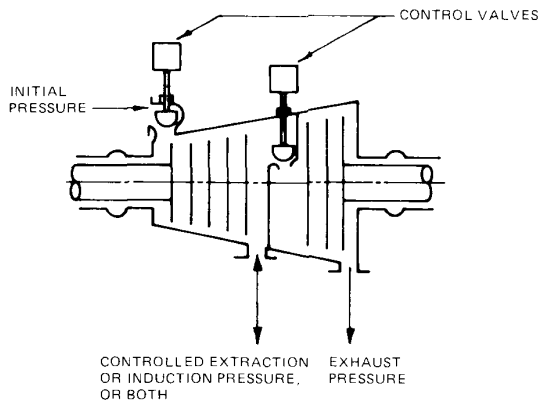 CONTROL VALVES
INITIAL
PRESSURE
CONTROLLED EXTRACTION
OR INDUCTION PRESSURE,
OR BOTH
EXHAUST
PRESSURE